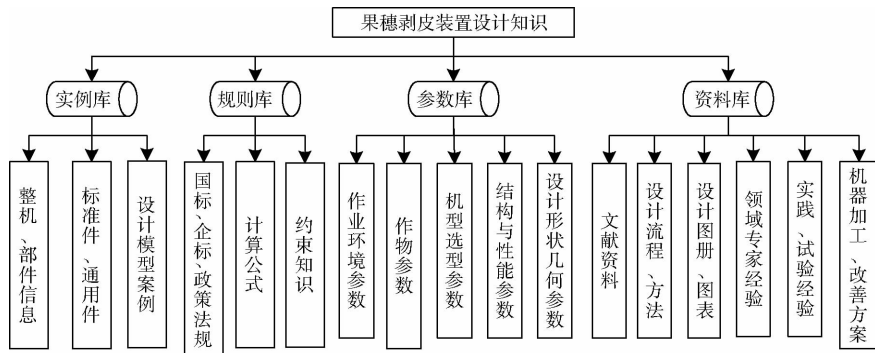 果穗剥皮装置设计知识
实例库
规则库
参数库
资料库
整机、部件信息
标准件、通用件
设计模型案例
国标、企标、政策法规
计算公式
约束知识
作业环境参数
作物参数
机型选型参数
结构与性能参数
设计形状几何参数
文献资料
设计流程、方法
设计图册、图表
领域专家经验
实践、试验经验
机器加工、改善方案